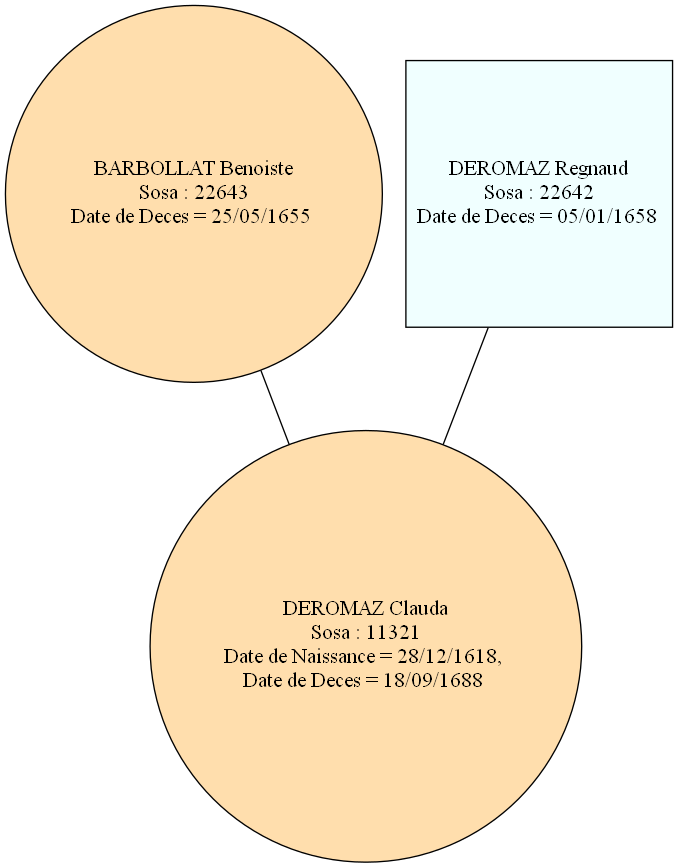 BARBOLLAT Benoiste
Sosa : 22643
Date de Deces = 25/05/1655
DEROMAZ Regnaud
Sosa : 22642
Date de Deces = 05/01/1658
DEROMAZ Clauda
Sosa : 11321
Date de Naissance = 28/12/1618,
Date de Deces = 18/09/1688